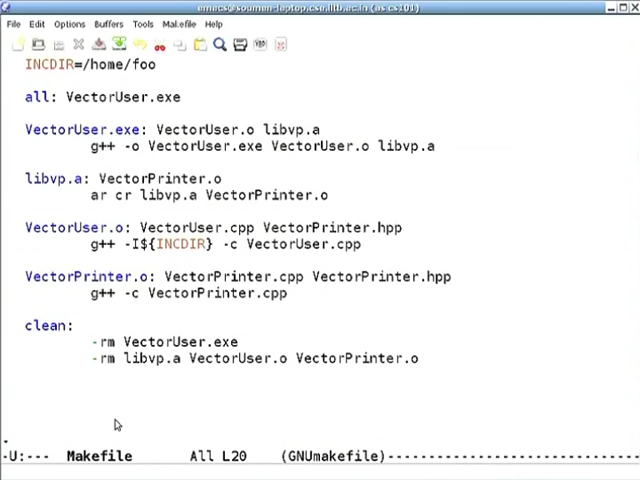 emacs@soumen-laptop.cse.iitb.ac.in (as cs101)
File Edit Options Buffers Tools Makefile Help
INCDIR=/home/foo
all: VectorUser.exe
VectorUser.exe: VectorUser.o libvp.a
g++ -o VectorUser.exe VectorUser.o libvp.a
libvp.a: VectorPrinter.o
ar cr libvp.a VectorPrinter.o
VectorUser.o: VectorUser.cpp VectorPrinter.hpp
g++ -I${INCDIR} -c VectorUser.cpp
VectorPrinter.o: VectorPrinter.cpp VectorPrinter.hpp
g++ -c VectorPrinter.cpp
clean:
-rm VectorUser.exe
-rm libvp.a VectorUser.o VectorPrinter.o
-U:--- Makefile All L20 (GNUmakefile)--------------------------------